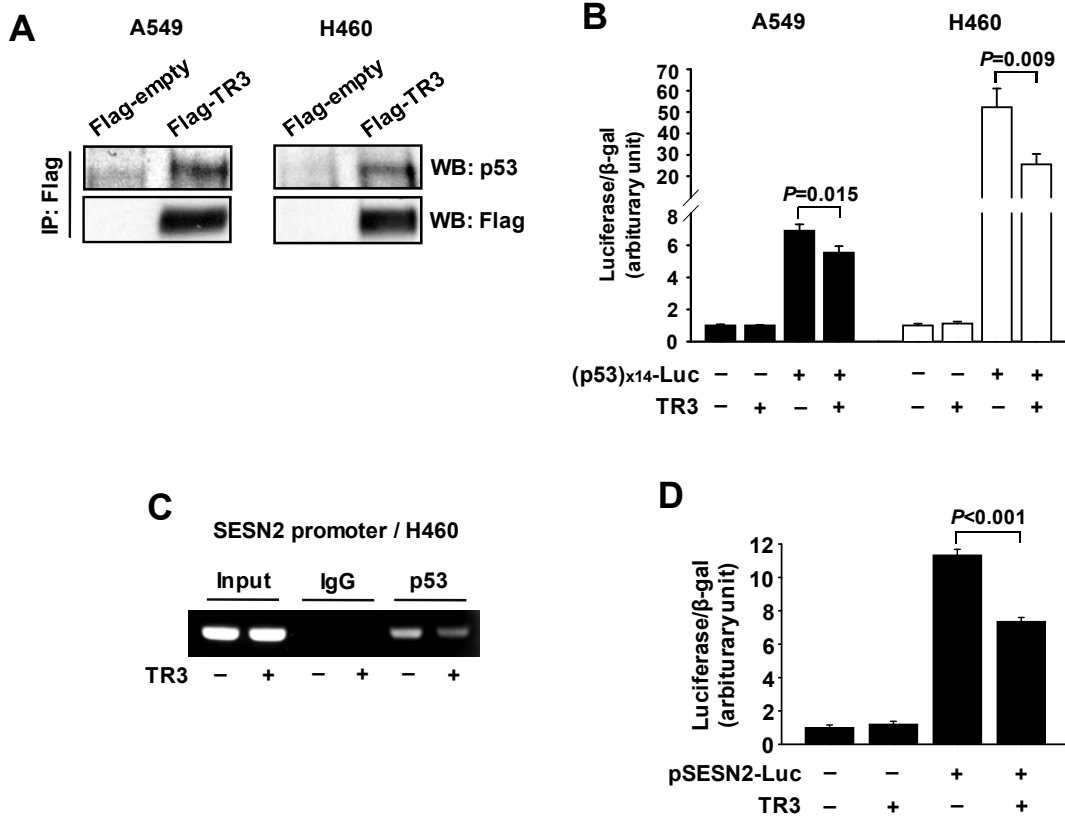 A
A549 H460
Flag-empty Flag-TR3 Flag-empty Flag-TR3
IP: Flag
WB: p53
WB: Flag
B
A549 H460
Luciferase/β-gal
(arbiturary unit)
70
60
50
40
30
20
8
6
4
2
0
P=0.015
P=0.009
(p53)x14-Luc – – + + – – + +
TR3 – + – + – + – +
C
SESN2 promoter / H460
Input IgG p53
TR3 – + – + – +
D
Luciferase/β-gal
(arbituraryunit)
12
10
8
6
4
2
0
P<0.001
pSESN2-Luc – – + +
TR3 – + – +